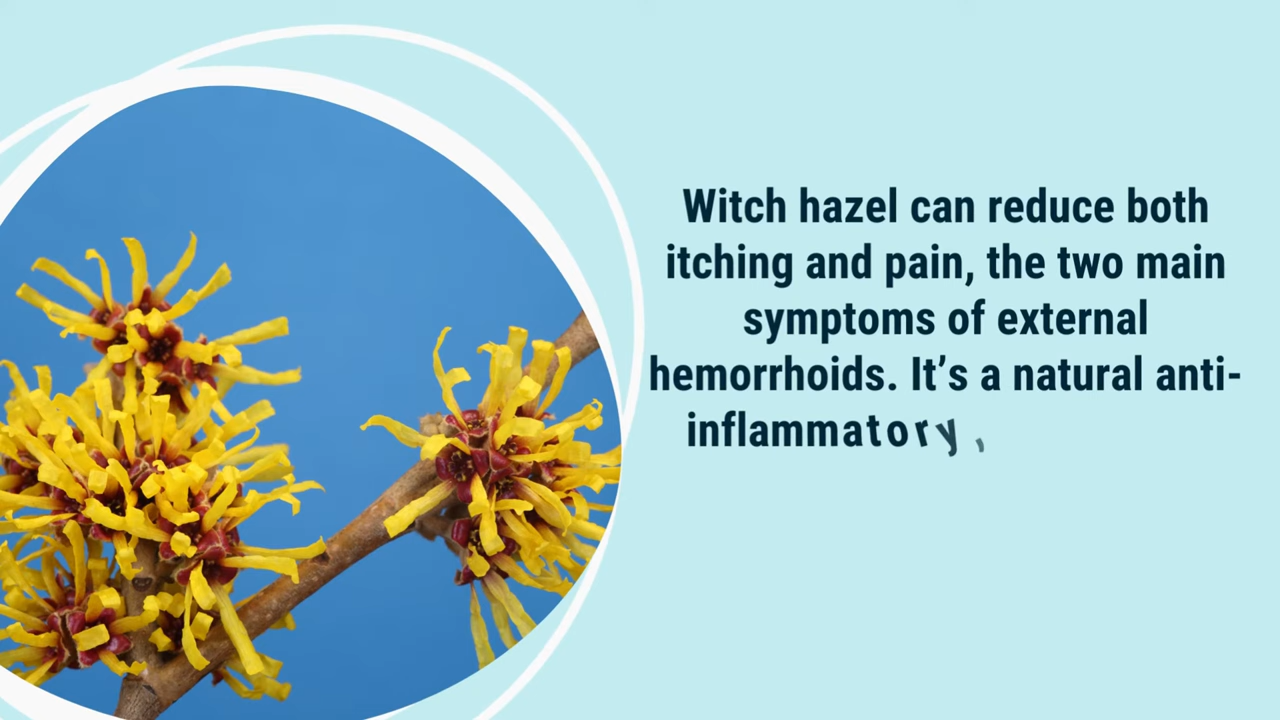 Witch hazel can reduce both
itching and pain, the two main
symptoms of external
hemorrhoids. It’s a natural anti-
inflammatory,